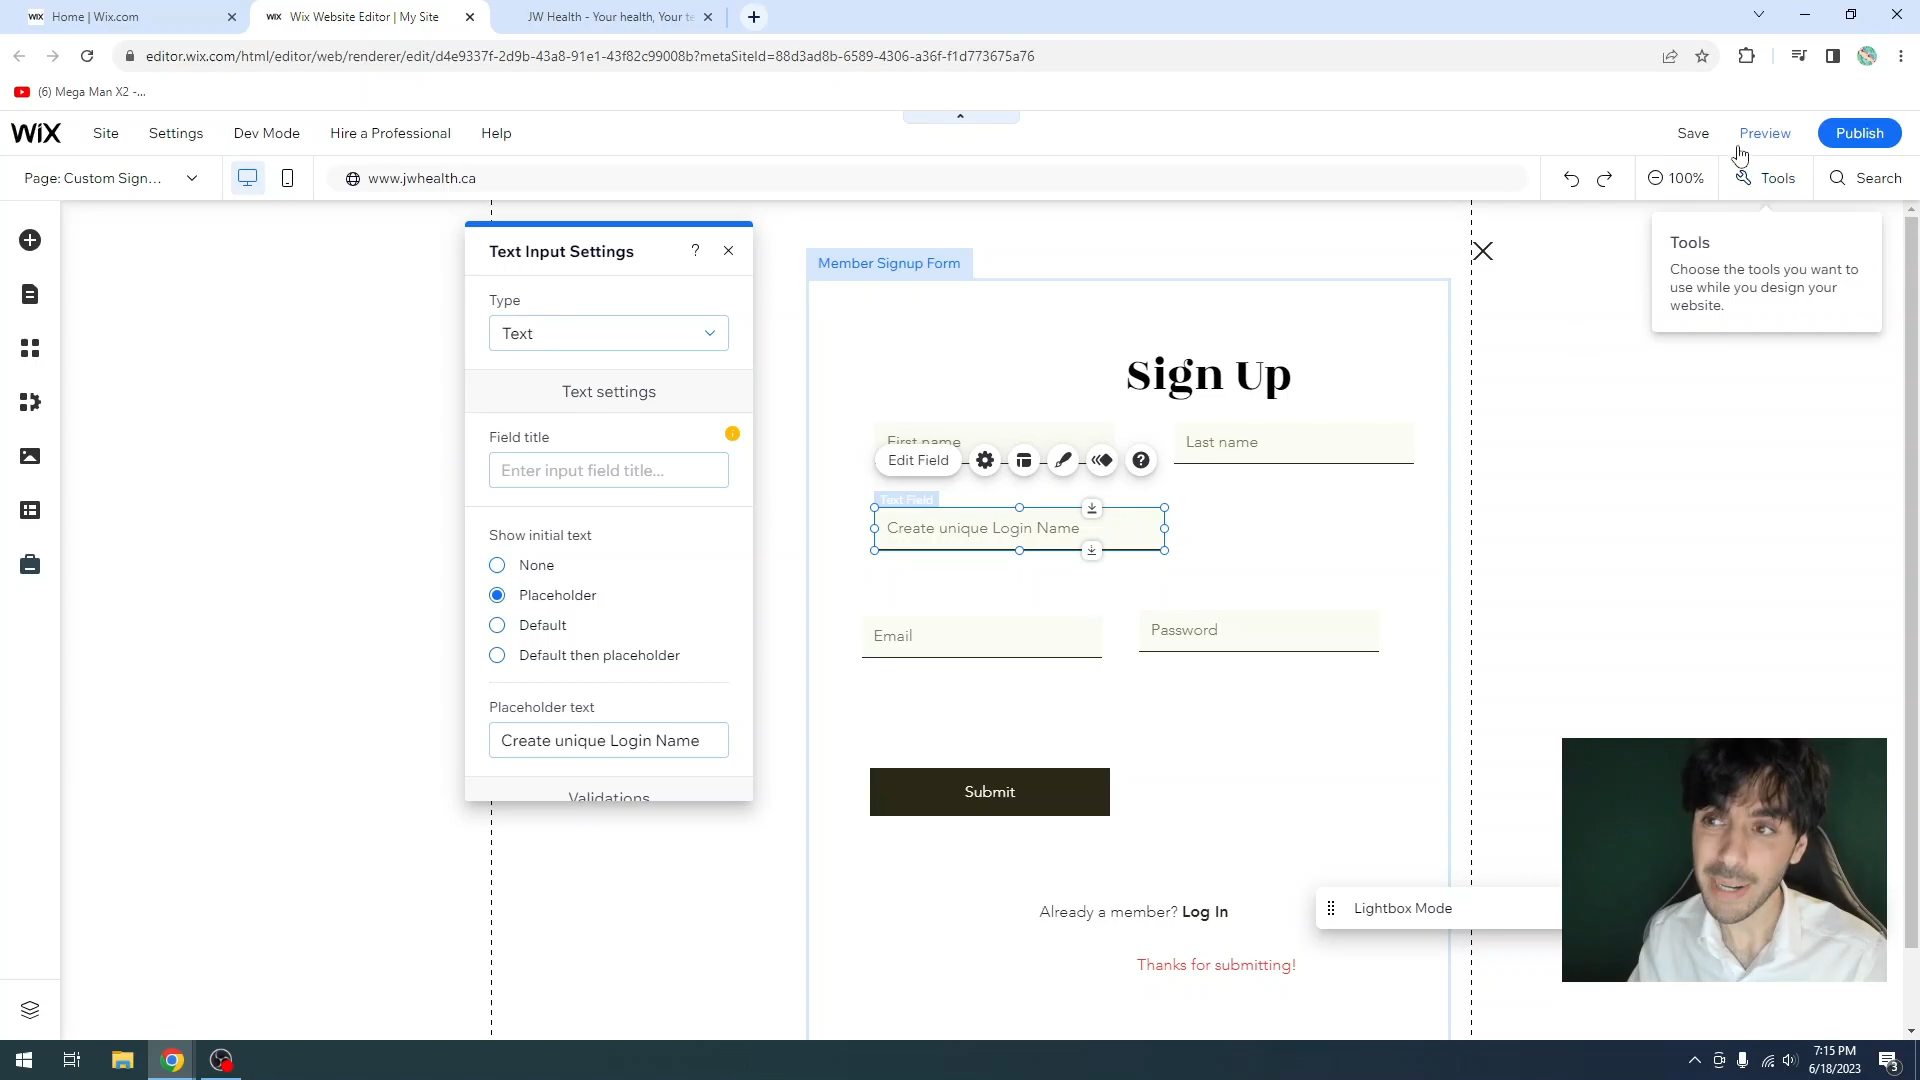 WIX Home | Wix.com
WIX Wix Website Editor | My Site
JW Health - Your health, Your te
editor.wix.com/html/editor/web/renderer/edit/d4e9337f-2d9b-43a8-91e1-43f82c99008b?metaSiteId=88d3ad8b-6589-4306-a36f-f1d773675a76
(6) Mega Man X2 -...
WIX Site Settings Dev Mode Hire a Professional Help Save Preview Publish
Page: Custom Sign... www.jwhealth.ca 100% Tools Search
Tools
Choose the tools you want to
use while you design your
website.
Text Input Settings ?
Type
Text
Text settings
Field title
Enter input field title...
Show initial text
None
Placeholder
Default
Default then placeholder
Placeholder text
Create unique Login Name
Validations
Member Signup Form
Sign Up
First name
Last name
Edit Field
Text Field
Create unique Login Name
Email
Password
Submit
Already a member? Log In
Lightbox Mode
Thanks for submitting!
7:15 PM
6/18/2023
3